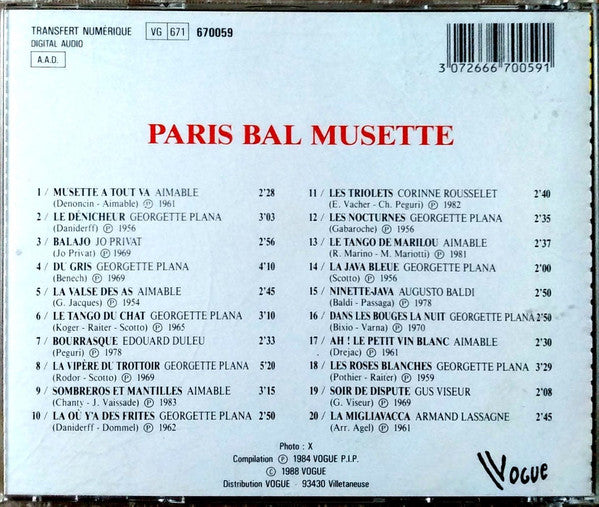 TRANSFERT NUMÉRIQUE VG 671 670059
DIGITAL AUDIO
A.A.D.
3 072666 700591
PARIS BAL MUSETTE
1 / MUSETTE A TOUT VA AIMABLE 2'28
(Denoncin - Aimable) Ⓟ 1961
2 / LE DÉNICHEUR GEORGETTE PLANA 3'03
(Daniderff) Ⓟ 1956
3 / BALAJO JO PRIVAT 2'56
(Jo Privat) Ⓟ 1969
4 / DU GRIS GEORGETTE PLANA 4'10
(Benech) Ⓟ 1969
5 / LA VALSE DES AS AIMABLE 2'45
(G. Jacques) Ⓟ 1954
6 / LE TANGO DU CHAT GEORGETTE PLANA 3'10
(Koger - Raiter - Scotto) Ⓟ 1965
7 / BOURRASQUE EDOUARD DULEU 2'33
(Peguri) Ⓟ 1978
8 / LA VIPÈRE DU TROTTOIR GEORGETTE PLANA 5'20
(Rodor - Scotto) Ⓟ 1969
9 / SOMBREROS ET MANTILLES AIMABLE 3'15
(Chanty - J. Vaissade) Ⓟ 1983
10 / LA OÙ Y'A DES FRITES GEORGETTE PLANA 2'50
(Daniderff - Dommel) Ⓟ 1962
11 / LES TRIOLETS CORINNE ROUSSELET 2'40
(E. Vacher - Ch. Peguri) Ⓟ 1982
12 / LES NOCTURNES GEORGETTE PLANA 2'35
(Gabaroche) Ⓟ 1956
13 / LE TANGO DE MARILOU AIMABLE 2'37
(R. Marino - M. Mariotti) Ⓟ 1981
14 / LA JAVA BLEUE GEORGETTE PLANA 2'00
(Scotto) Ⓟ 1956
15 / NINETTE-JAVA AUGUSTO BALDI 2'50
(Baldi - Passaga) Ⓟ 1978
16 / DANS LES BOUGES LA NUIT GEORGETTE PLANA 2'50
(Bixio - Varna) Ⓟ 1970
17 / AH ! LE PETIT VIN BLANC AIMABLE 2'30
(Drejac) Ⓟ 1961
18 / LES ROSES BLANCHES GEORGETTE PLANA 3'29
(Pothier - Raiter) Ⓟ 1959
19 / SOIR DE DISPUTE GUS VISEUR 2'08
(G. Viseur) Ⓟ 1969
20 / LA MIGLIAVACCA ARMAND LASSAGNE 2'45
(Arr. Agel) Ⓟ 1961
Photo : X
Compilation Ⓟ 1984 VOGUE P.I.P.
© 1988 VOGUE
Distribution VOGUE - 93430 Villetaneuse
VOGUE